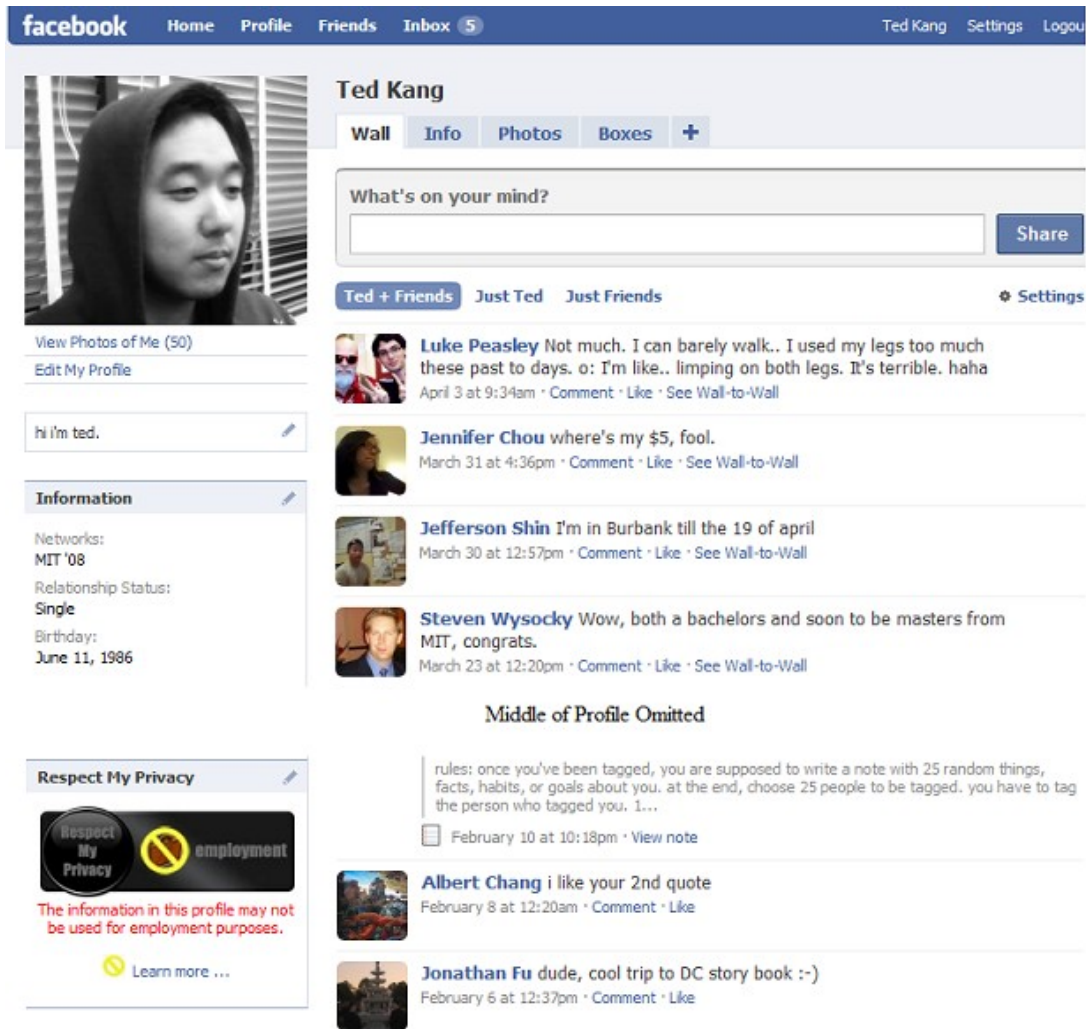 facebook Home Profile Friends Inbox 5 Ted Kang Settings Logou
Ted Kang
Wall Info Photos Boxes +
What's on your mind?
Share
Ted + Friends Just Ted Just Friends Settings
View Photos of Me (50)
Edit My Profile
hi i'm ted.
Information
Networks:
MIT '08
Relationship Status:
Single
Birthday:
June 11, 1986
Luke Peasley Not much. I can barely walk.. I used my legs too much
these past to days. o: I'm like.. limping on both legs. It's terrible. haha
April 3 at 9:34am · Comment · Like · See Wall-to-Wall
Jennifer Chou where's my $5, fool.
March 31 at 4:36pm · Comment · Like · See Wall-to-Wall
Jefferson Shin I'm in Burbank till the 19 of april
March 30 at 12:57pm · Comment · Like · See Wall-to-Wall
Steven Wysocky Wow, both a bachelors and soon to be masters from
MIT, congrats.
March 23 at 12:20pm · Comment · Like · See Wall-to-Wall
Middle of Profile Omitted
Respect My Privacy
Respect
My
Privacy
employment
The information in this profile may not
be used for employment purposes.
Learn more ...
rules: once you've been tagged, you are supposed to write a note with 25 random things,
facts, habits, or goals about you. at the end, choose 25 people to be tagged. you have to tag
the person who tagged you. 1...
February 10 at 10:18pm · View note
Albert Chang i like your 2nd quote
February 8 at 12:20am · Comment · Like
Jonathan Fu dude, cool trip to DC story book :-)
February 6 at 12:37pm · Comment · Like